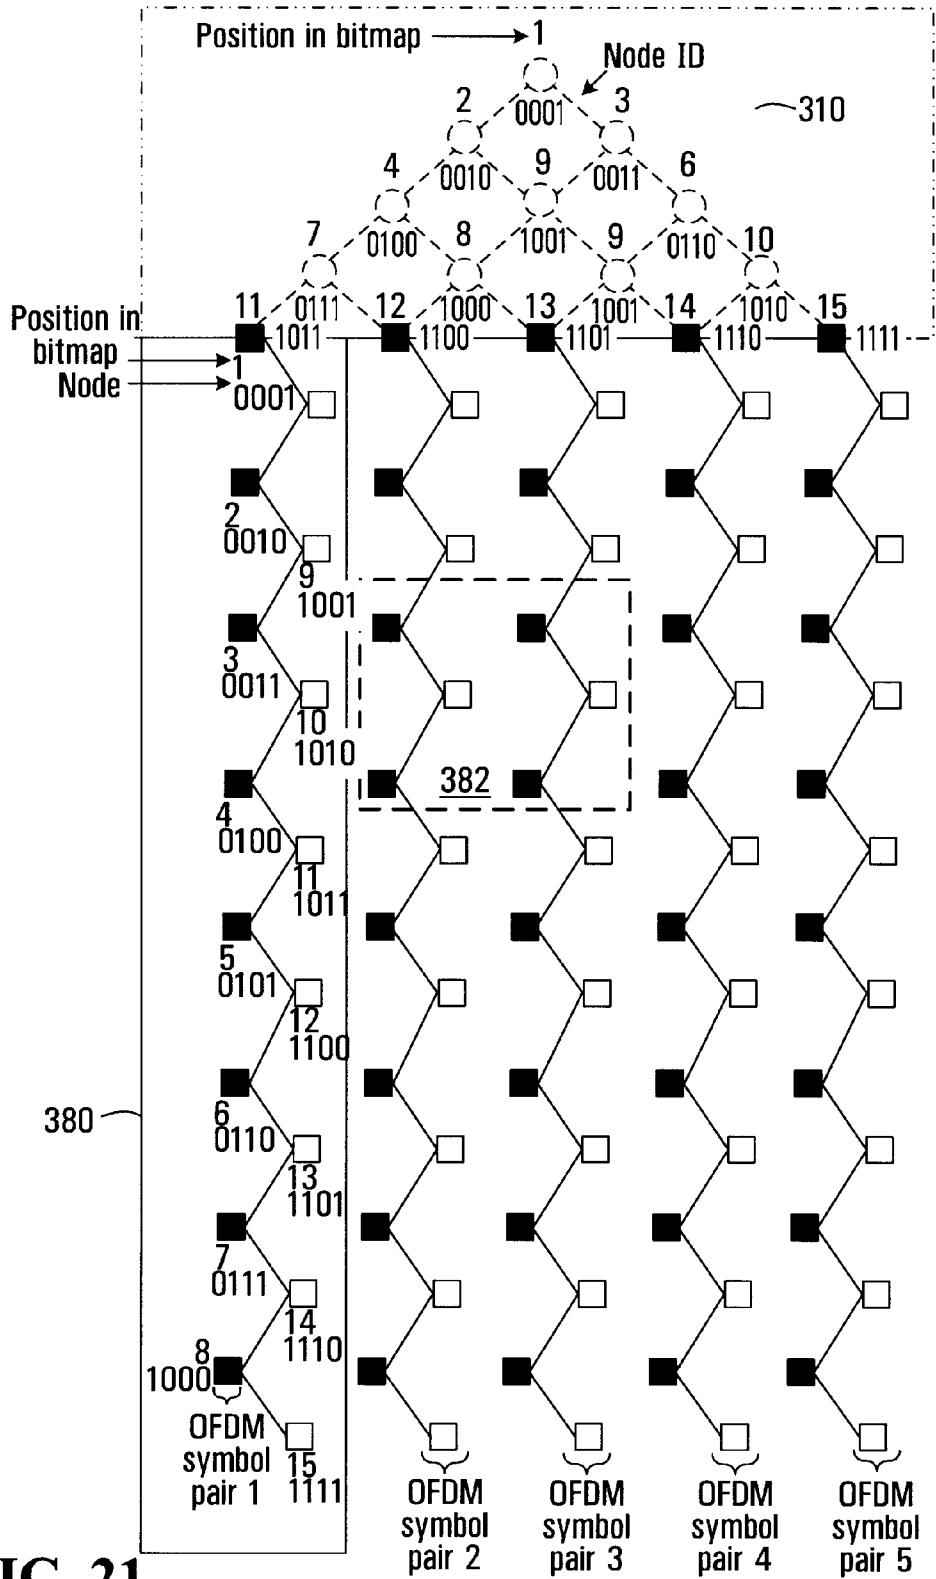 Position in bitmap 1
Node ID
2 0001 3
310
4 0010 9 0011 6
7 0100 8 1001 9 0110 10
11 0111 12 1000 13 1001 14 1010 15
Position in bitmap
1011 1100 1101 1110 1111
1
Node 0001
2
0010
9
1001
3
0011
10
1010
382
4
0100
11
1011
5
0101
12
1100
380
6
0110
13
1101
7
0111
14
1110
8
1000
OFDM symbol pair 1
15
1111
OFDM symbol pair 2
OFDM symbol pair 3
OFDM symbol pair 4
OFDM symbol pair 5